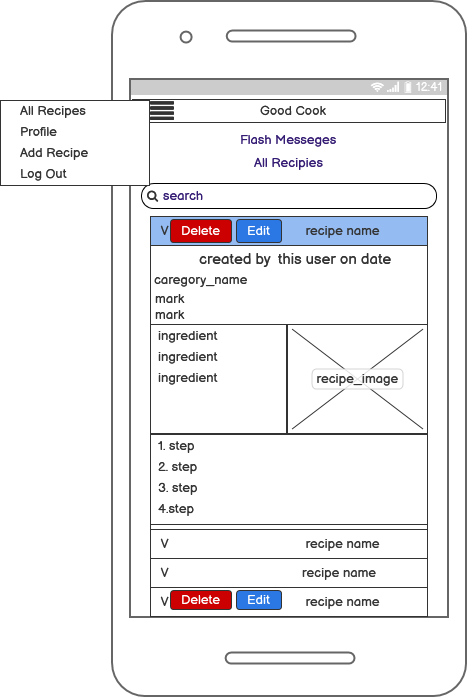 12:41
Good Cook
All Recipes
Profile
Add Recipe
Log Out
Flash Messeges
All Recipies
search
V Delete Edit recipe name
created by this user on date
caregory_name
mark
mark
ingredient
ingredient
ingredient
recipe_image
1. step
2. step
3. step
4.step
V recipe name
V recipe name
V Delete Edit recipe name